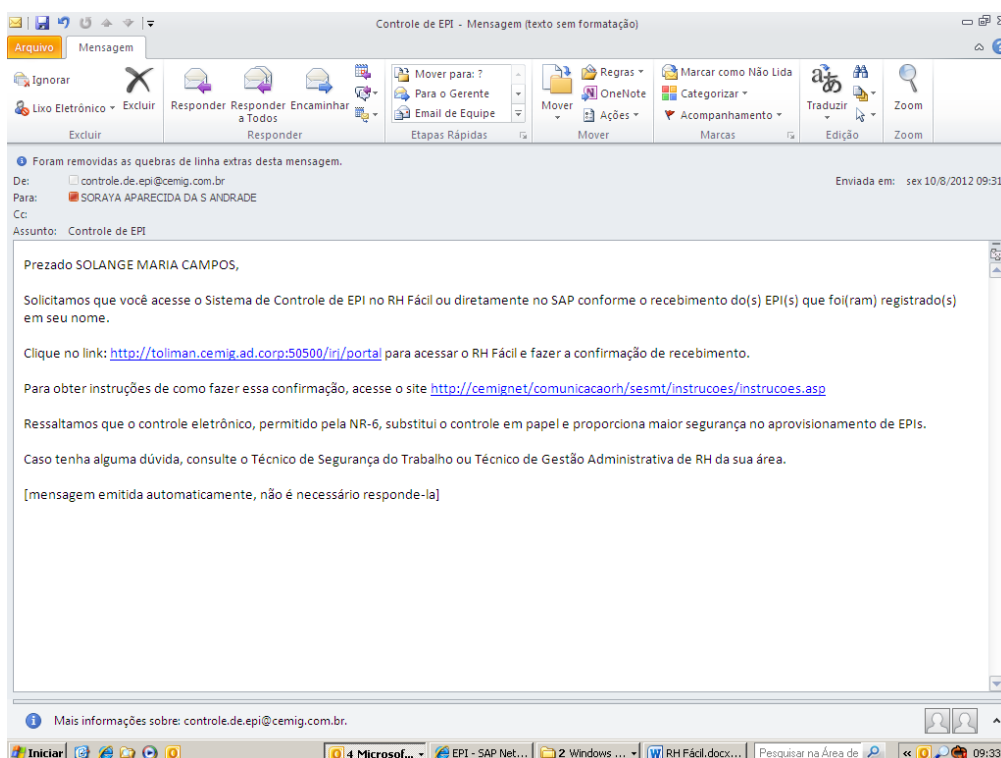 Controle de EPI - Mensagem (texto sem formatação)
Arquivo Mensagem
Ignorar
Lixo Eletrônico
Excluir
Responder
Responder a Todos
Encaminhar
Mover para: ?
Para o Gerente
Email de Equipe
Mover
Regras
OneNote
Ações
Marcar como Não Lida
Categorizar
Acompanhamento
Traduzir
Zoom
Excluir Responder Etapas Rápidas Mover Marcas Edição Zoom
Foram removidas as quebras de linha extras desta mensagem.
De: controle.de.epi@cemig.com.br Enviada em: sex 10/8/2012 09:31
Para: SORAYA APARECIDA DA S ANDRADE
Cc:
Assunto: Controle de EPI
Prezado SOLANGE MARIA CAMPOS,
Solicitamos que você acesse o Sistema de Controle de EPI no RH Fácil ou diretamente no SAP conforme o recebimento do(s) EPI(s) que foi(ram) registrado(s)
em seu nome.
Clique no link: http://toliman.cemig.ad.corp:50500/irj/portal para acessar o RH Fácil e fazer a confirmação de recebimento.
Para obter instruções de como fazer essa confirmação, acesse o site http://cemignet/comunicacaorh/sesmt/instrucoes/instrucoes.asp
Ressaltamos que o controle eletrônico, permitido pela NR-6, substitui o controle em papel e proporciona maior segurança no aprovisionamento de EPIs.
Caso tenha alguma dúvida, consulte o Técnico de Segurança do Trabalho ou Técnico de Gestão Administrativa de RH da sua área.
[mensagem emitida automaticamente, não é necessário responde-la]
Mais informações sobre: controle.de.epi@cemig.com.br.
Iniciar 4 Microsof... EPI - SAP Net... 2 Windows ... RH Fácil.docx... Pesquisar na Área de 09:33